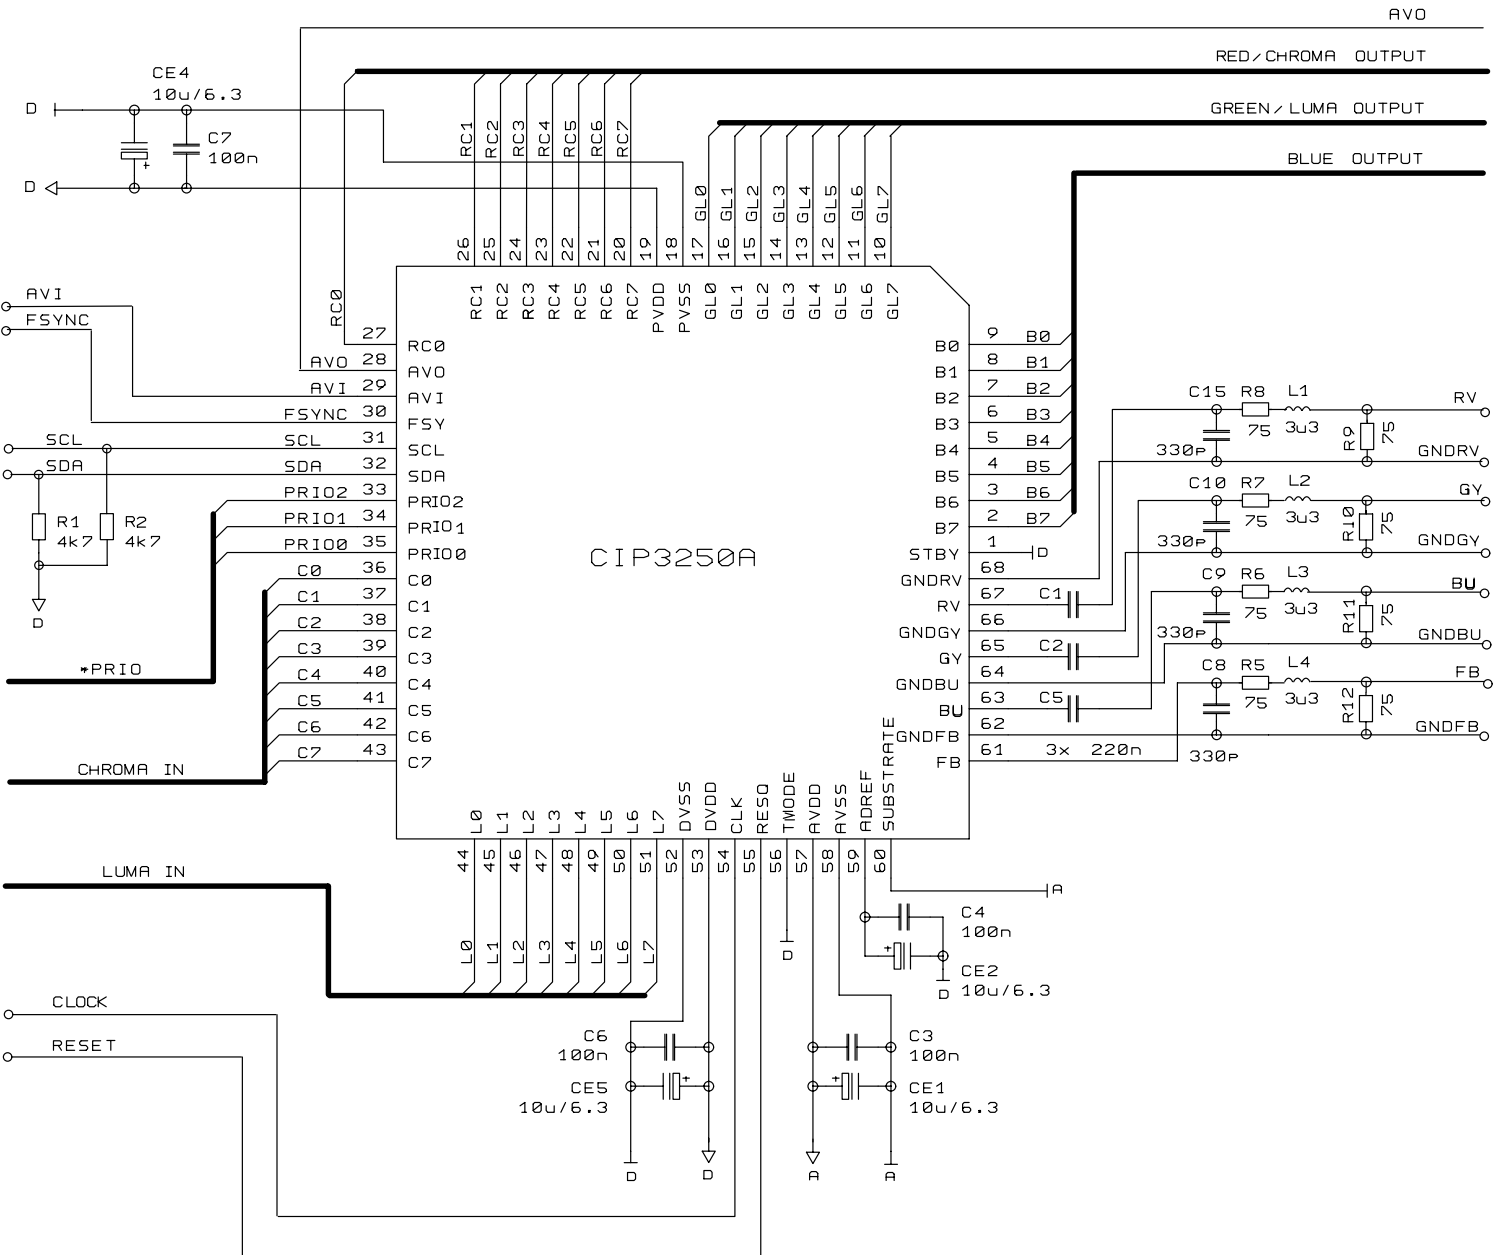 AVO
RED/CHROMA OUTPUT
GREEN/LUMA OUTPUT
BLUE OUTPUT
CE4
10u/6.3
D
C7
100n
D
RC1
RC2
RC3
RC4
RC5
RC6
RC7
GL0
GL1
GL2
GL3
GL4
GL5
GL6
GL7
26
25
24
23
22
21
20
19
18
17
16
15
14
13
12
11
10
RC1
RC2
RC3
RC4
RC5
RC6
RC7
PVDD
PVSS
GL0
GL1
GL2
GL3
GL4
GL5
GL6
GL7
AVI
FSYNC
SCL
SDA
R1
4k7
R2
4k7
D
*PRIO
CHROMA IN
LUMA IN
CLOCK
RESET
RC0
27
RC0
AVO 28
AVO
AVI 29
AVI
FSYNC 30
FSY
SCL 31
SCL
SDA 32
SDA
PRIO2 33
PRIO2
PRIO1 34
PRIO1
PRIO0 35
PRIO0
C0 36
C0
C1 37
C1
C2 38
C2
C3 39
C3
C4 40
C4
C5 41
C5
C6 42
C6
C7 43
C7
CIP3250A
9 B0
B0
8 B1
B1
7 B2
B2
6 B3
B3
5 B4
B4
4 B5
B5
3 B6
B6
2 B7
B7
1
STBY
D
68
GNDRV
67
RV
C1
66
GNDGY
65
GY
C2
64
GNDBU
63
BU
C5
62
GNDFB
61
FB
3x 220n
C15 R8 L1
RV
75 3u3
R9
75
330p
GNDRV
C10 R7 L2
GY
75 3u3
R10
75
330p
GNDGY
C9 R6 L3
BU
75 3u3
R11
75
330p
GNDBU
C8 R5 L4
FB
75 3u3
R12
75
330p
GNDFB
L0
L1
L2
L3
L4
L5
L6
L7
DVSS
DVDD
CLK
RESQ
TMODE
AVDD
AVSS
ADREF
SUBSTRATE
44
45
46
47
48
49
50
51
52
53
54
55
56
57
58
59
60
L0
L1
L2
L3
L4
L5
L6
L7
D
A
C4
100n
CE2
D 10u/6.3
C6
100n
CE5
10u/6.3
C3
100n
CE1
10u/6.3
D
D
A
A